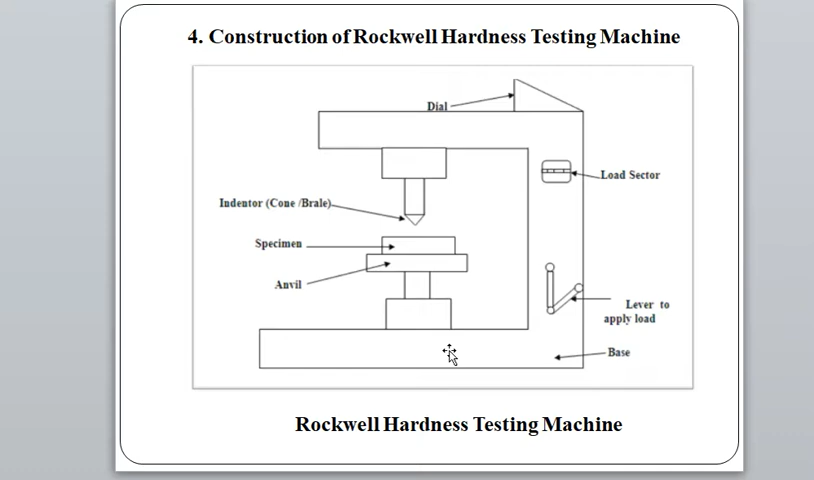 4. Construction of Rockwell Hardness Testing Machine
Dial
Load Sector
Indentor (Cone /Brale)
Specimen
Anvil
Lever to
apply load
Base
Rockwell Hardness Testing Machine